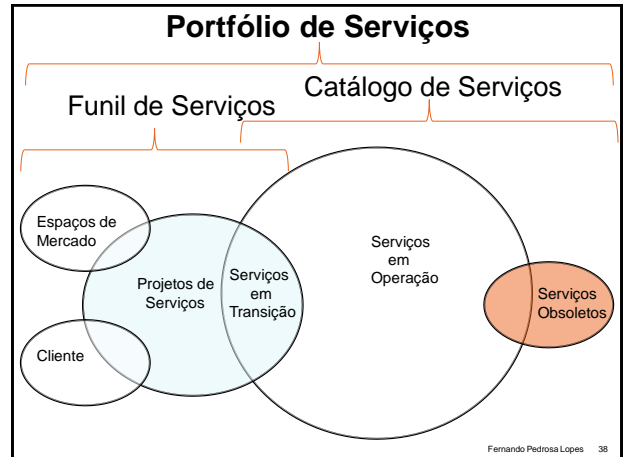 Portfólio de Serviços
Catálogo de Serviços
Funil de Serviços
Espaços de
Mercado
Projetos de
Serviços
Serviços
em
Transição
Serviços
em
Operação
Serviços
Obsoletos
Cliente
Fernando Pedrosa Lopes 38